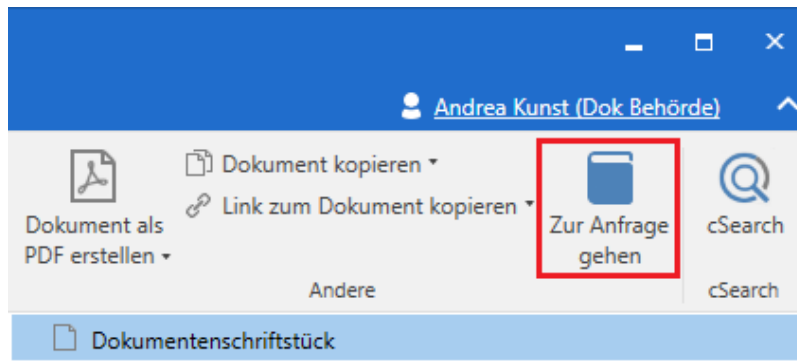 Andrea Kunst (Dok Behörde)
Dokument als
PDF erstellen
Dokument kopieren
Link zum Dokument kopieren
Zur Anfrage
gehen
cSearch
Andere
cSearch
Dokumentenschriftstück